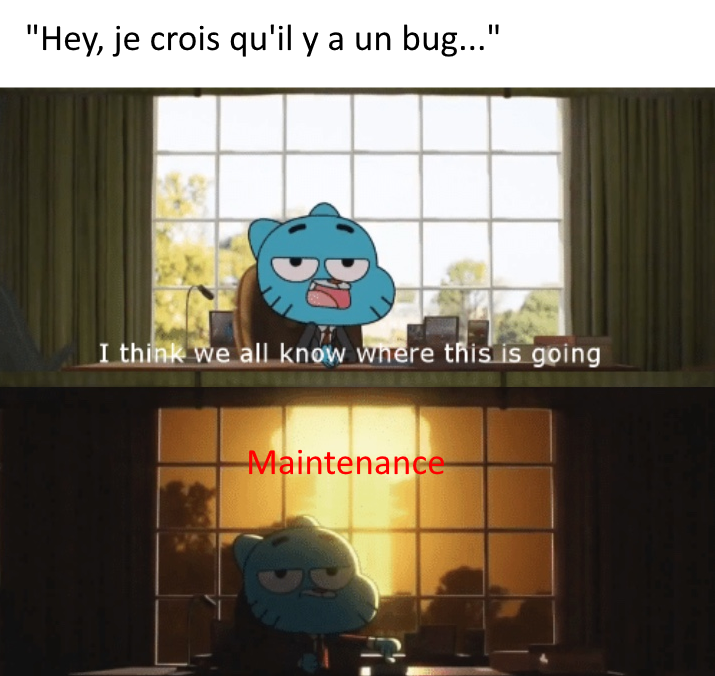 "Hey, je crois qu'il y a un bug..."
I think we all know where this is going
Maintenance